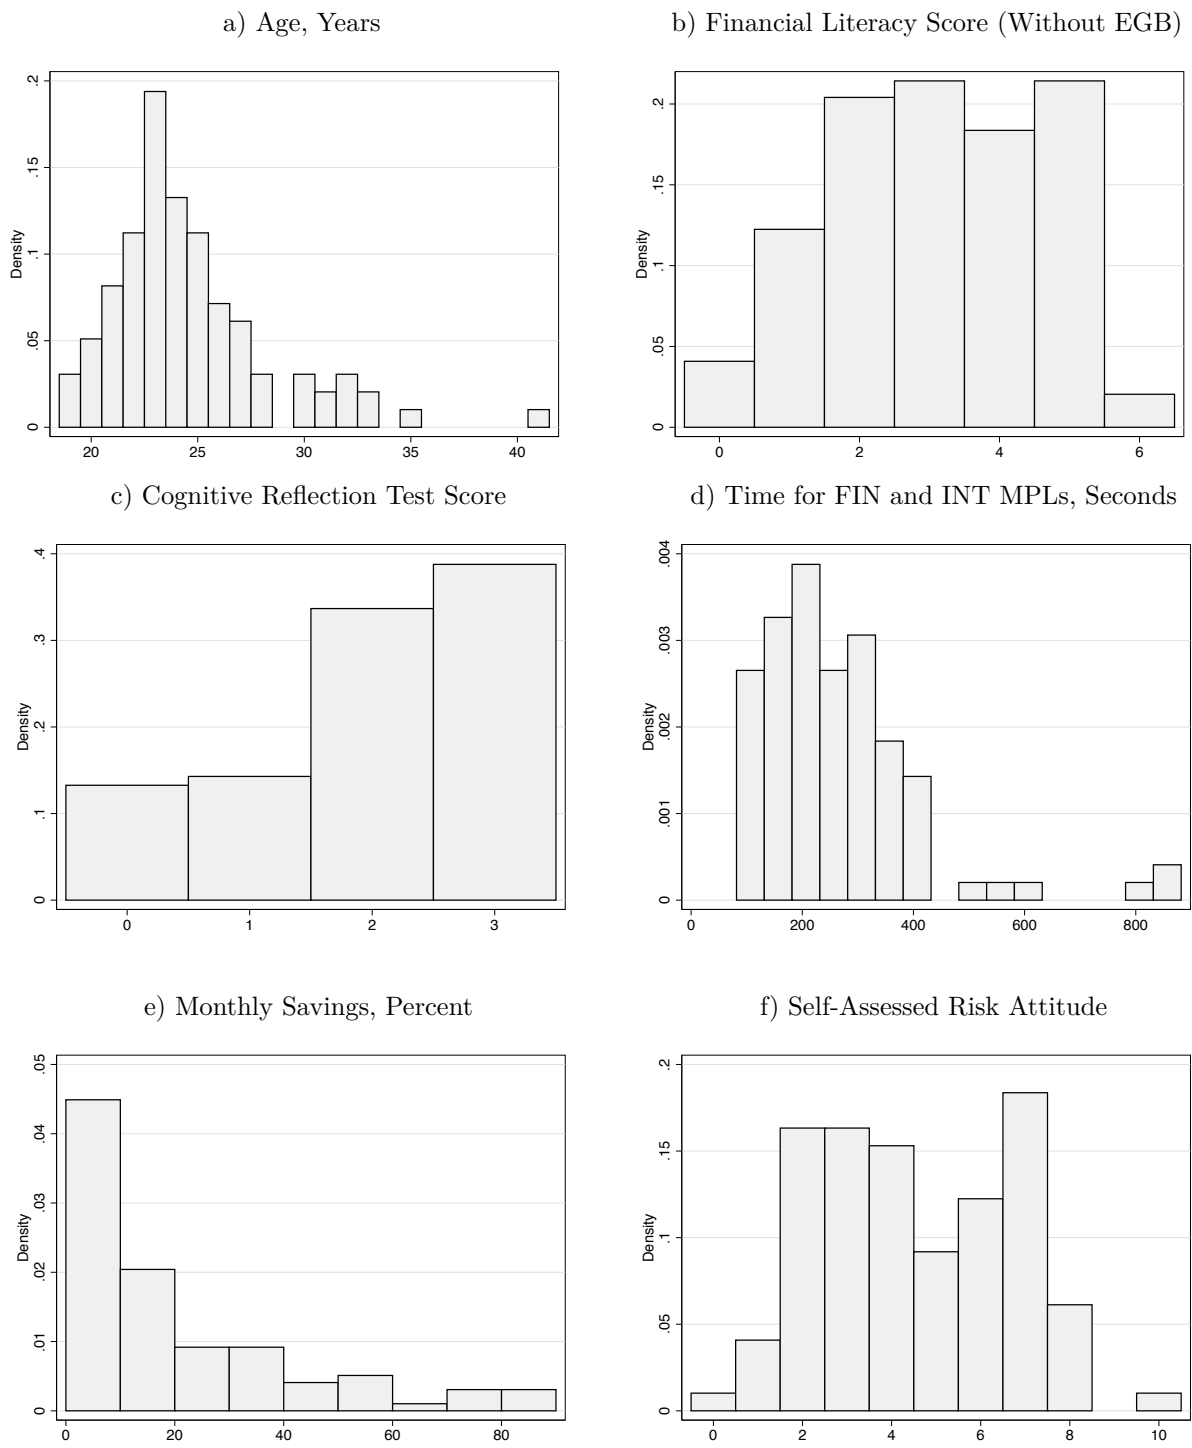 a) Age, Years
b) Financial Literacy Score (Without EGB)
Density
0 .05 .1 .15 .2
20 25 30 35 40
Density
0 .05 .1 .15 .2
0 2 4 6
c) Cognitive Reflection Test Score
d) Time for FIN and INT MPLs, Seconds
Density
0 .1 .2 .3 .4
0 1 2 3
Density
0 .001 .002 .003 .004
0 200 400 600 800
e) Monthly Savings, Percent
f) Self-Assessed Risk Attitude
Density
0 .01 .02 .03 .04 .05
0 20 40 60 80
Density
0 .05 .1 .15 .2
0 2 4 6 8 10